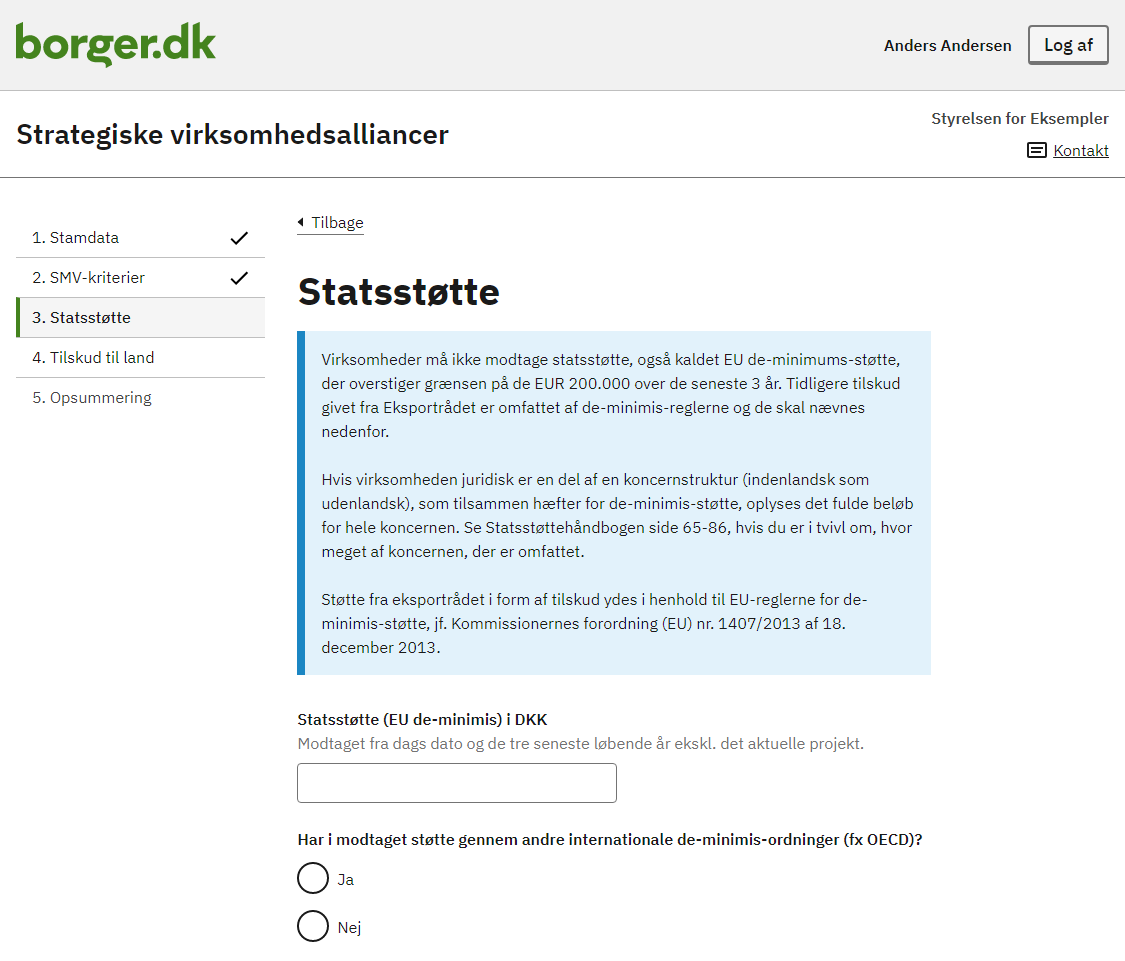 borger.dk
Anders Andersen
Log af
Strategiske virksomhedsalliancer
Styrelsen for Eksempler
Kontakt
1. Stamdata
2. SMV-kriterier
3. Statsstøtte
4. Tilskud til land
5. Opsummering
Tilbage
Statsstøtte
Virksomheder må ikke modtage statsstøtte, også kaldet EU de-minimums-støtte,
der overstiger grænsen på de EUR 200.000 over de seneste 3 år. Tidligere tilskud
givet fra Eksportrådet er omfattet af de-minimis-reglerne og de skal nævnes
nedenfor.
Hvis virksomheden juridisk er en del af en koncernstruktur (indenlandsk som
udenlandsk), som tilsammen hæfter for de-minimis-støtte, oplyses det fulde beløb
for hele koncernen. Se Statsstøttehåndbogen side 65-86, hvis du er i tvivl om, hvor
meget af koncernen, der er omfattet.
Støtte fra eksportrådet i form af tilskud ydes i henhold til EU-reglerne for de-
minimis-støtte, jf. Kommissionernes forordning (EU) nr. 1407/2013 af 18.
december 2013.
Statsstøtte (EU de-minimis) i DKK
Modtaget fra dags dato og de tre seneste løbende år ekskl. det aktuelle projekt.
Har i modtaget støtte gennem andre internationale de-minimis-ordninger (fx OECD)?
Ja
Nej